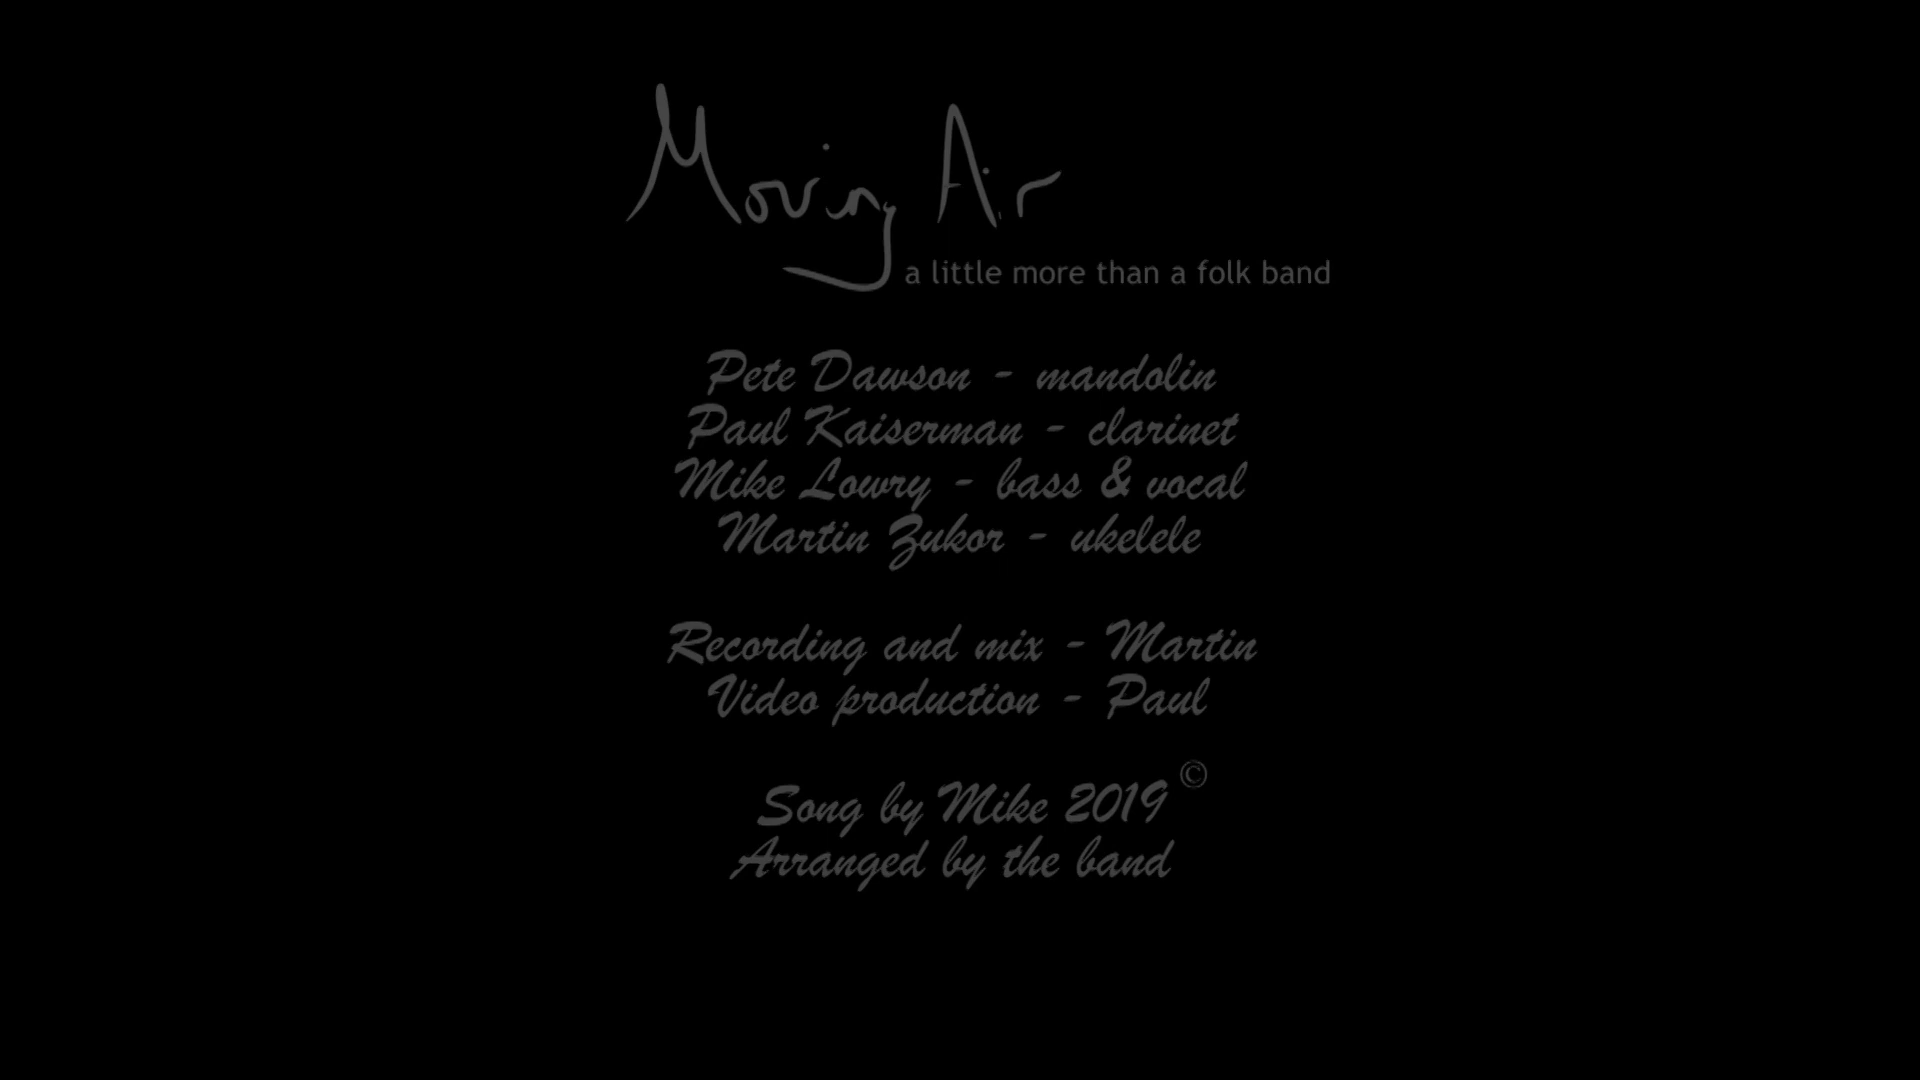 Moving Air
a little more than a folk band
Pete Dawson - mandolin
Paul Kaiserman - clarinet
Mike Lowry - bass & vocal
Martin Zukor - ukelele
Recording and mix - Martin
Video production - Paul
Song by Mike 2019 ©
Arranged by the band